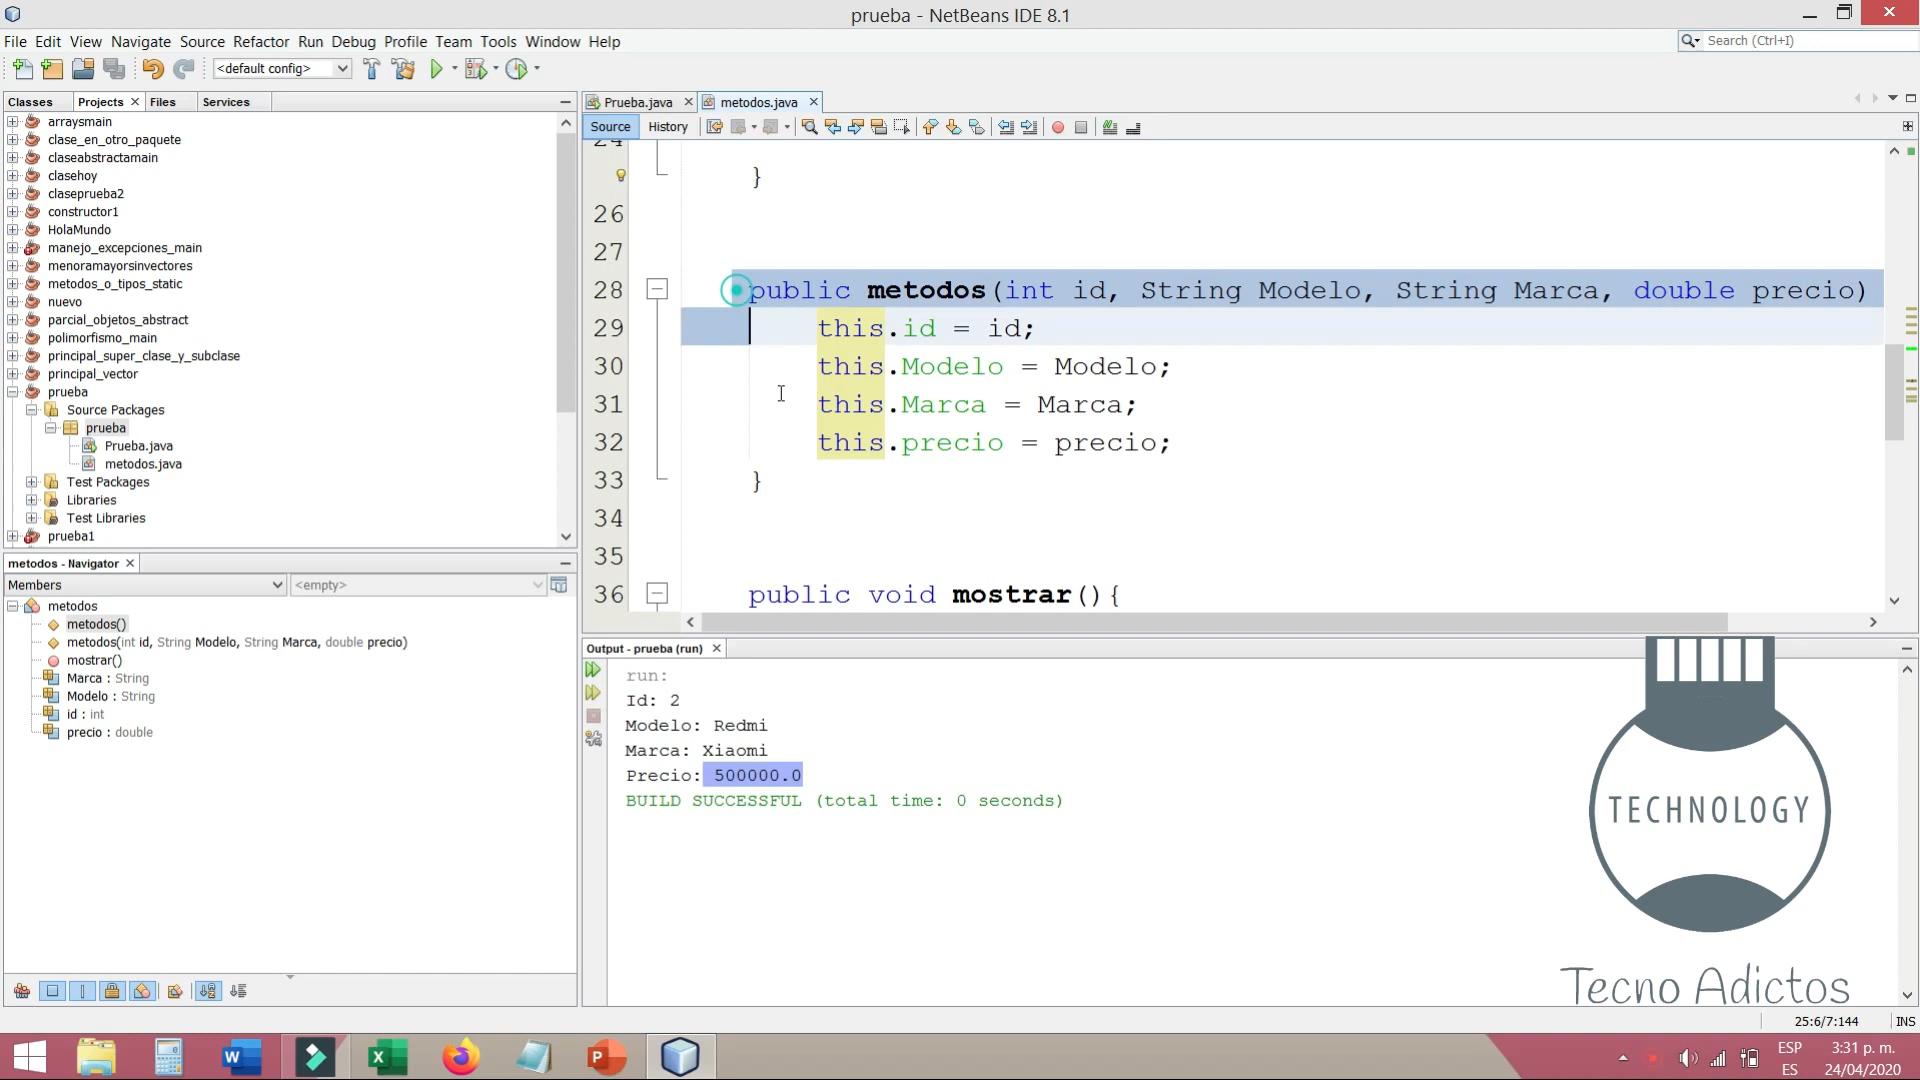 prueba - NetBeans IDE 8.1
File Edit View Navigate Source Refactor Run Debug Profile Team Tools Window Help
Search (Ctrl+I)
<default config>
Classes Projects Files Services
arraysmain
clase_en_otro_paquete
claseabstractamain
clasehoy
claseprueba2
constructor1
HolaMundo
manejo_excepciones_main
menoramayorsinvectores
metodos_o_tipos_static
nuevo
parcial_objetos_abstract
polimorfismo_main
principal_super_clase_y_subclase
principal_vector
prueba
Source Packages
prueba
Prueba.java
metodos.java
Test Packages
Libraries
Test Libraries
prueba1
metodos - Navigator
Members <empty>
metodos
metodos()
metodos(int id, String Modelo, String Marca, double precio)
mostrar()
Marca : String
Modelo : String
id : int
precio : double
Prueba.java metodos.java
Source History
24
}
26
27
28 public metodos(int id, String Modelo, String Marca, double precio)
29 this.id = id;
30 this.Modelo = Modelo;
31 this.Marca = Marca;
32 this.precio = precio;
33 }
34
35
36 public void mostrar(){
Output - prueba (run)
run:
Id: 2
Modelo: Redmi
Marca: Xiaomi
Precio: 500000.0
BUILD SUCCESSFUL (total time: 0 seconds)
TECHNOLOGY
Tecno Adictos
25:6/7:144 INS
ESP 3:31 p. m.
ES 24/04/2020